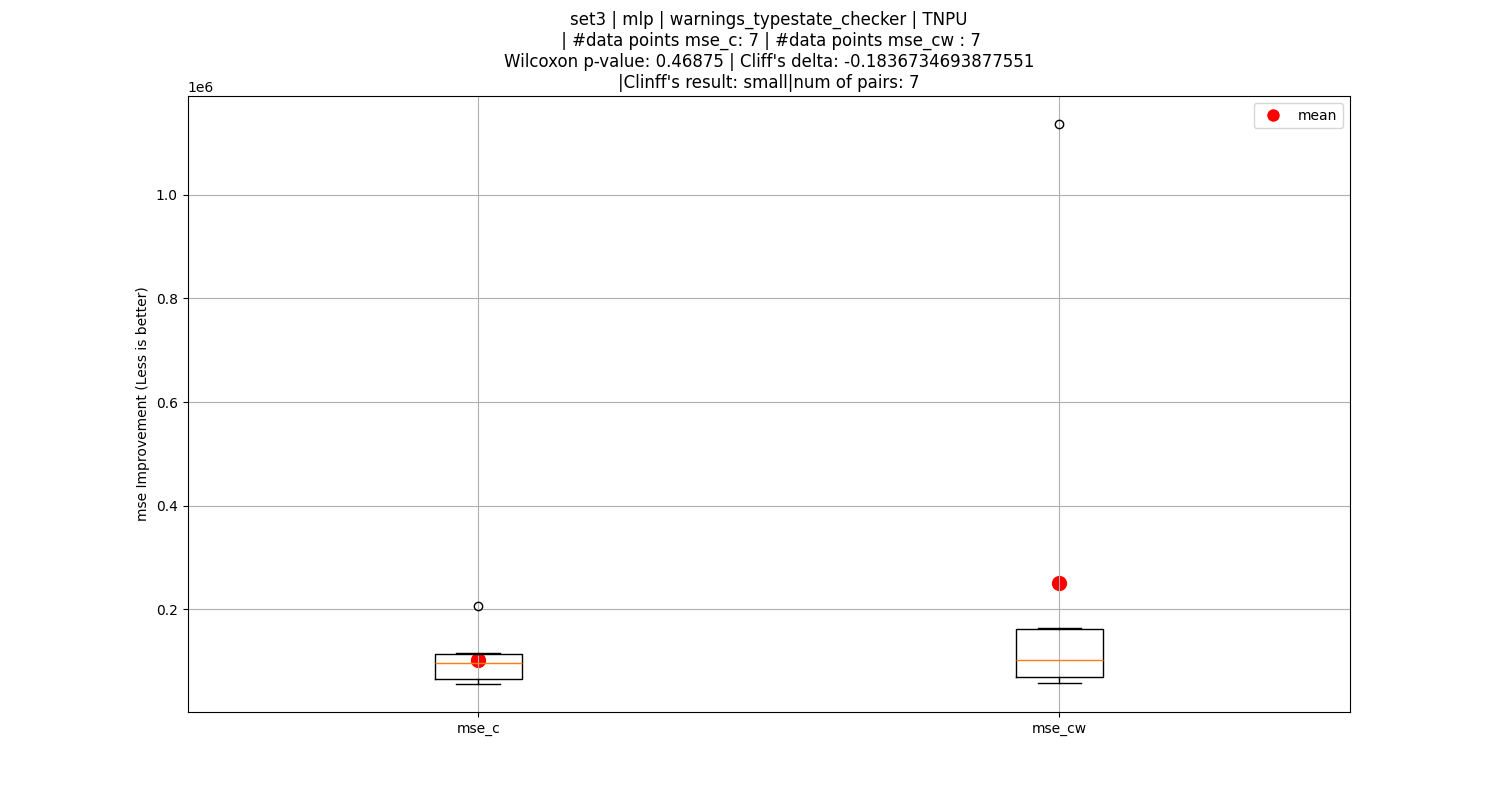 set3 | mlp | warnings_typestate_checker | TNPU
| #data points mse_c: 7 | #data points mse_cw : 7
Wilcoxon p-value: 0.46875 | Cliff's delta: -0.1836734693877551
|Clinff's result: small|num of pairs: 7
1e6
mean
1.0
0.8
0.6
0.4
0.2
mse Improvement (Less is better)
mse_c
mse_cw